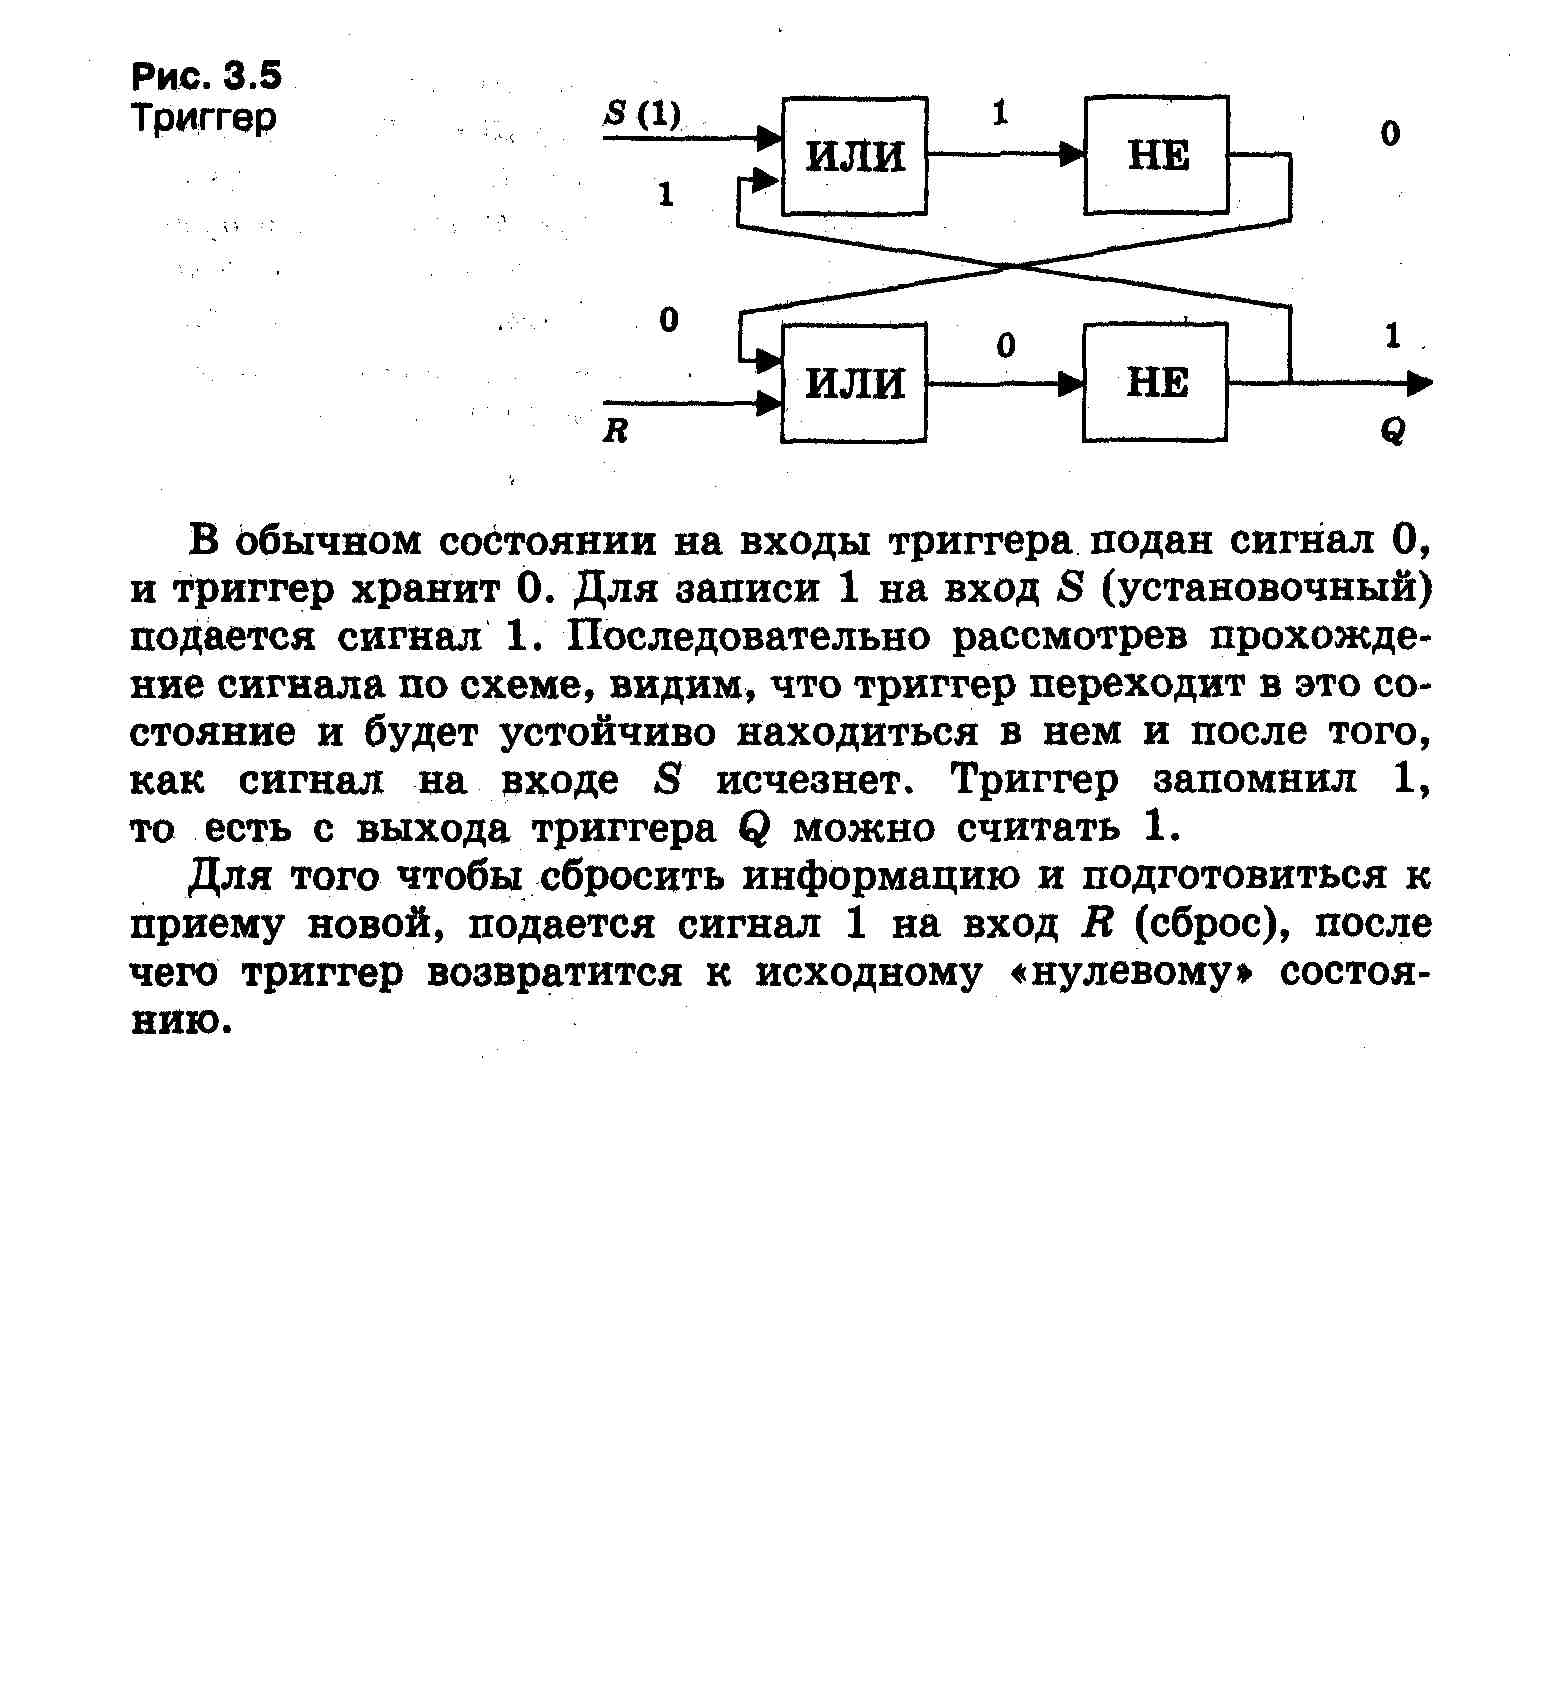 Рис. 3.5
Триггер
S (1)
1
0
ИЛИ
НЕ
1
0
0
1
ИЛИ
НЕ
R
Q
В обычном состоянии на входы триггера подан сигнал 0,
и триггер хранит 0. Для записи 1 на вход S (установочный)
подается сигнал 1. Последовательно рассмотрев прохожде-
ние сигнала по схеме, видим, что триггер переходит в это со-
стояние и будет устойчиво находиться в нем и после того,
как сигнал на входе S исчезнет. Триггер запомнил 1,
то есть с выхода триггера Q можно считать 1.
Для того чтобы сбросить информацию и подготовиться к
приему новой, подается сигнал 1 на вход R (сброс), после
чего триггер возвратится к исходному «нулевому» состоя-
нию.